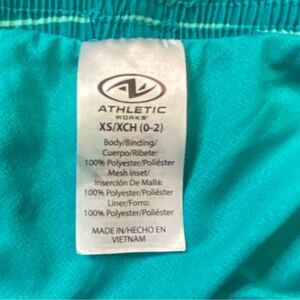 ATHLETIC
WORKS
XS/XCH (0-2)
Body/Binding/
Cuerpo/Ribete:
100% Polyester/Poliéster
Mesh Inset/
Inserción De Malla:
100% Polyester/Poliéster
Liner/Forro:
100% Polyester/Poliéster
MADE IN/HECHO EN
VIETNAM